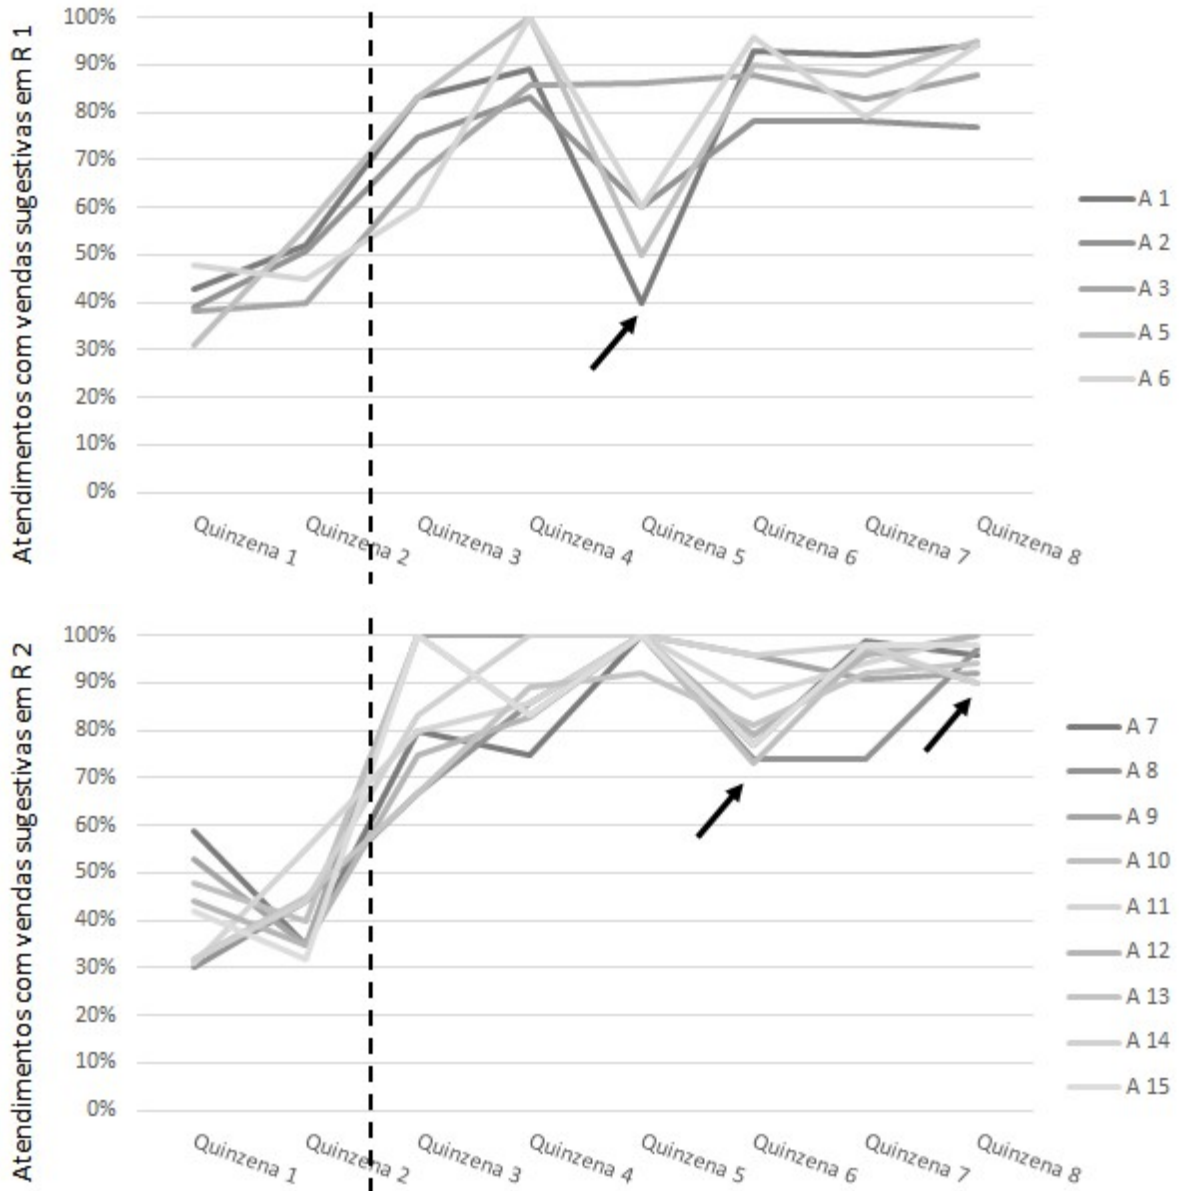 Atendimentos com vendas sugestivas em R 1
100%
90%
80%
70%
60%
50%
40%
30%
20%
10%
0%
Quinzena 1
Quinzena 2
Quinzena 3
Quinzena 4
Quinzena 5
Quinzena 6
Quinzena 7
Quinzena 8
A 1
A 2
A 3
A 5
A 6
Atendimentos com vendas sugestivas em R 2
100%
90%
80%
70%
60%
50%
40%
30%
20%
10%
0%
Quinzena 1
Quinzena 2
Quinzena 3
Quinzena 4
Quinzena 5
Quinzena 6
Quinzena 7
Quinzena 8
A 7
A 8
A 9
A 10
A 11
A 12
A 13
A 14
A 15